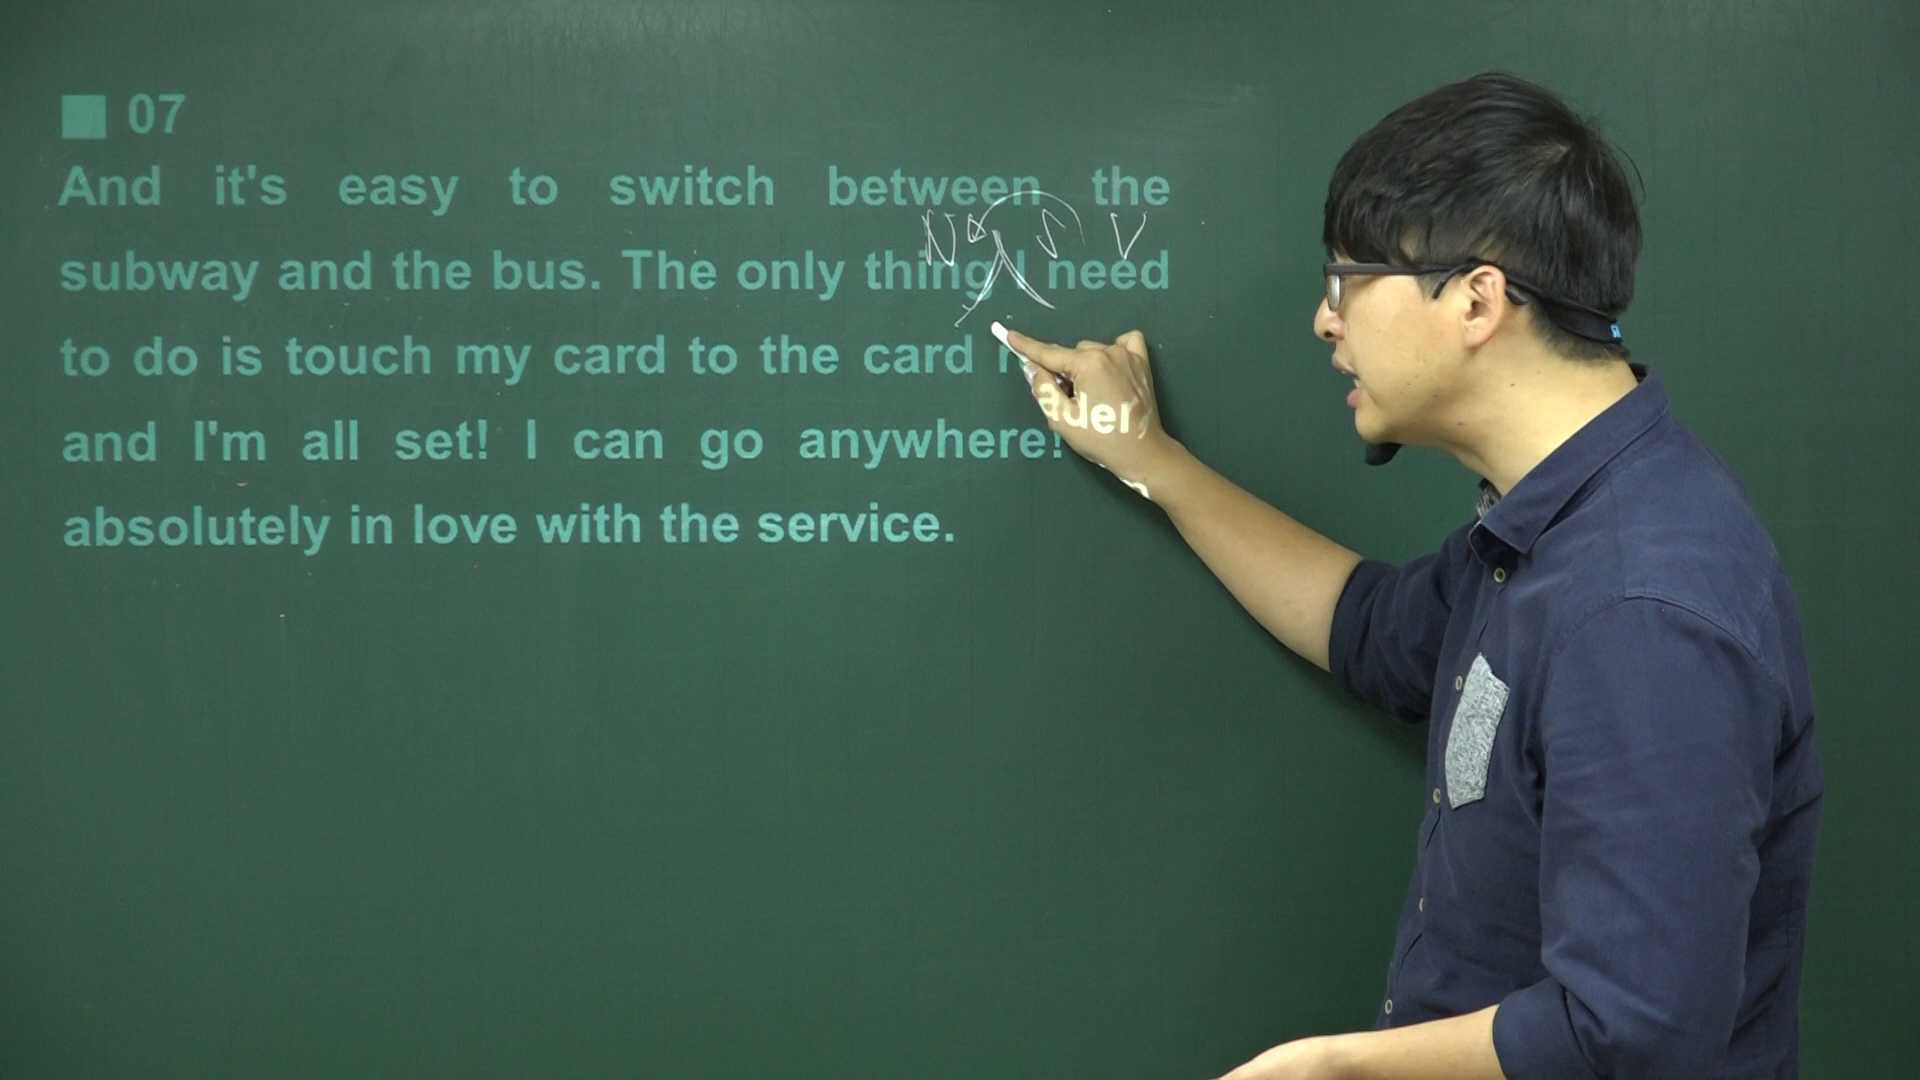 ■ 07
And it's easy to switch between the
N S V
subway and the bus. The only thing I need
to do is touch my card to the card
ader,
and I'm all set! I can go anywhere!
absolutely in love with the service.